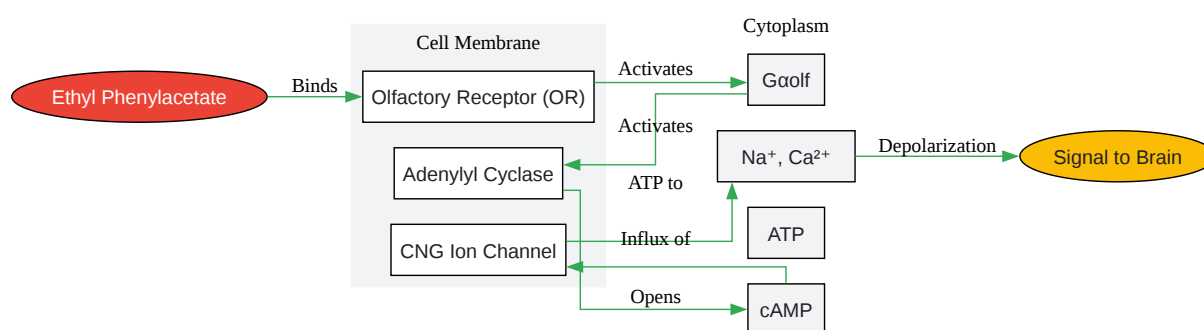 Cell Membrane
Cytoplasm
Ethyl Phenylacetate
Binds
Olfactory Receptor (OR)
Activates
Gαolf
Activates
Adenylyl Cyclase
ATP to
Na⁺, Ca²⁺
Depolarization
Signal to Brain
CNG Ion Channel
Influx of
ATP
Opens
cAMP